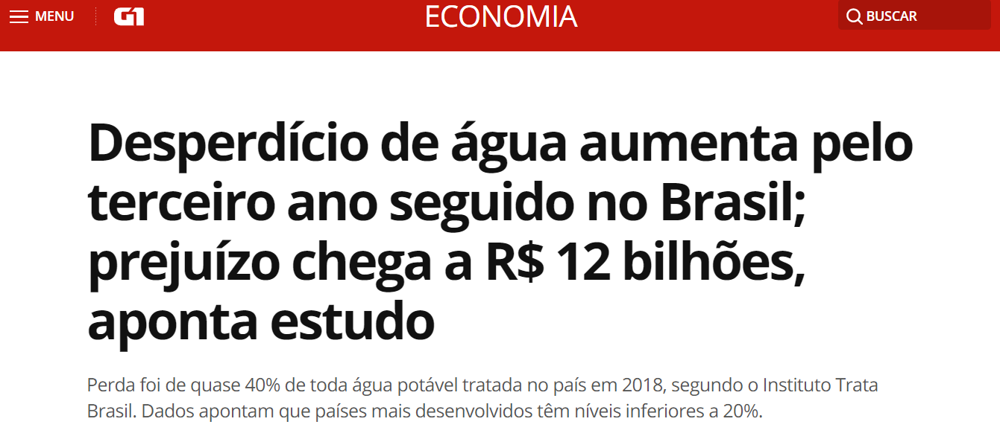 MENU G1 ECONOMIA BUSCAR
Desperdício de água aumenta pelo
terceiro ano seguido no Brasil;
prejuízo chega a R$ 12 bilhões,
aponta estudo
Perda foi de quase 40% de toda água potável tratada no país em 2018, segundo o Instituto Trata
Brasil. Dados apontam que países mais desenvolvidos têm níveis inferiores a 20%.